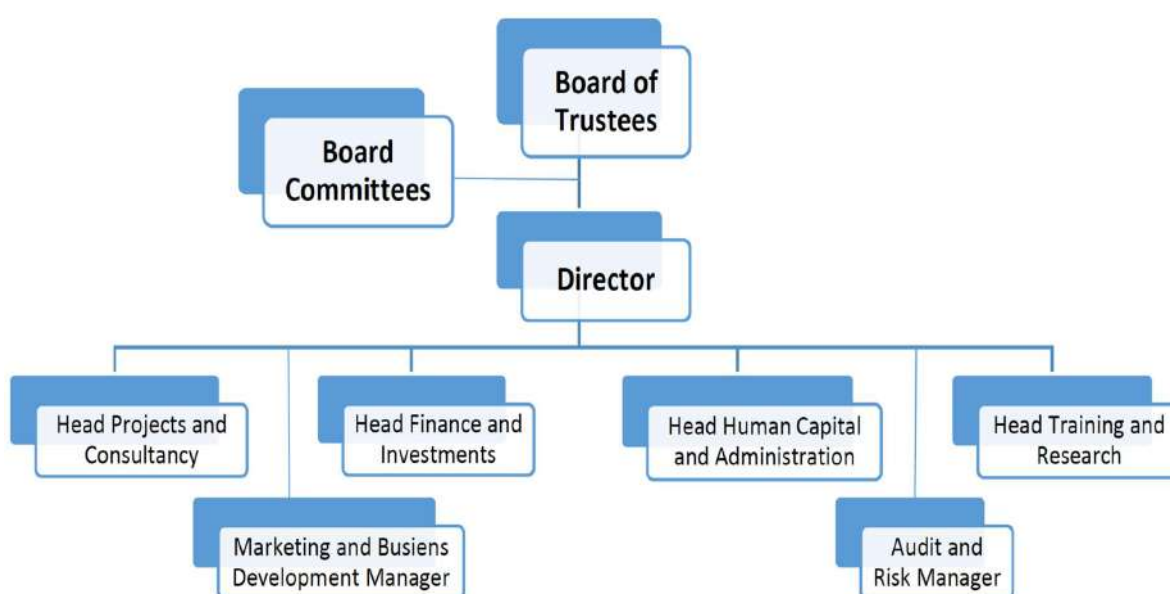 Board of
Trustees
Board
Committees
Director
Head Projects and
Consultancy
Head Finance and
Investments
Head Human Capital
and Administration
Head Training and
Research
Marketing and Busiens
Development Manager
Audit and
Risk Manager